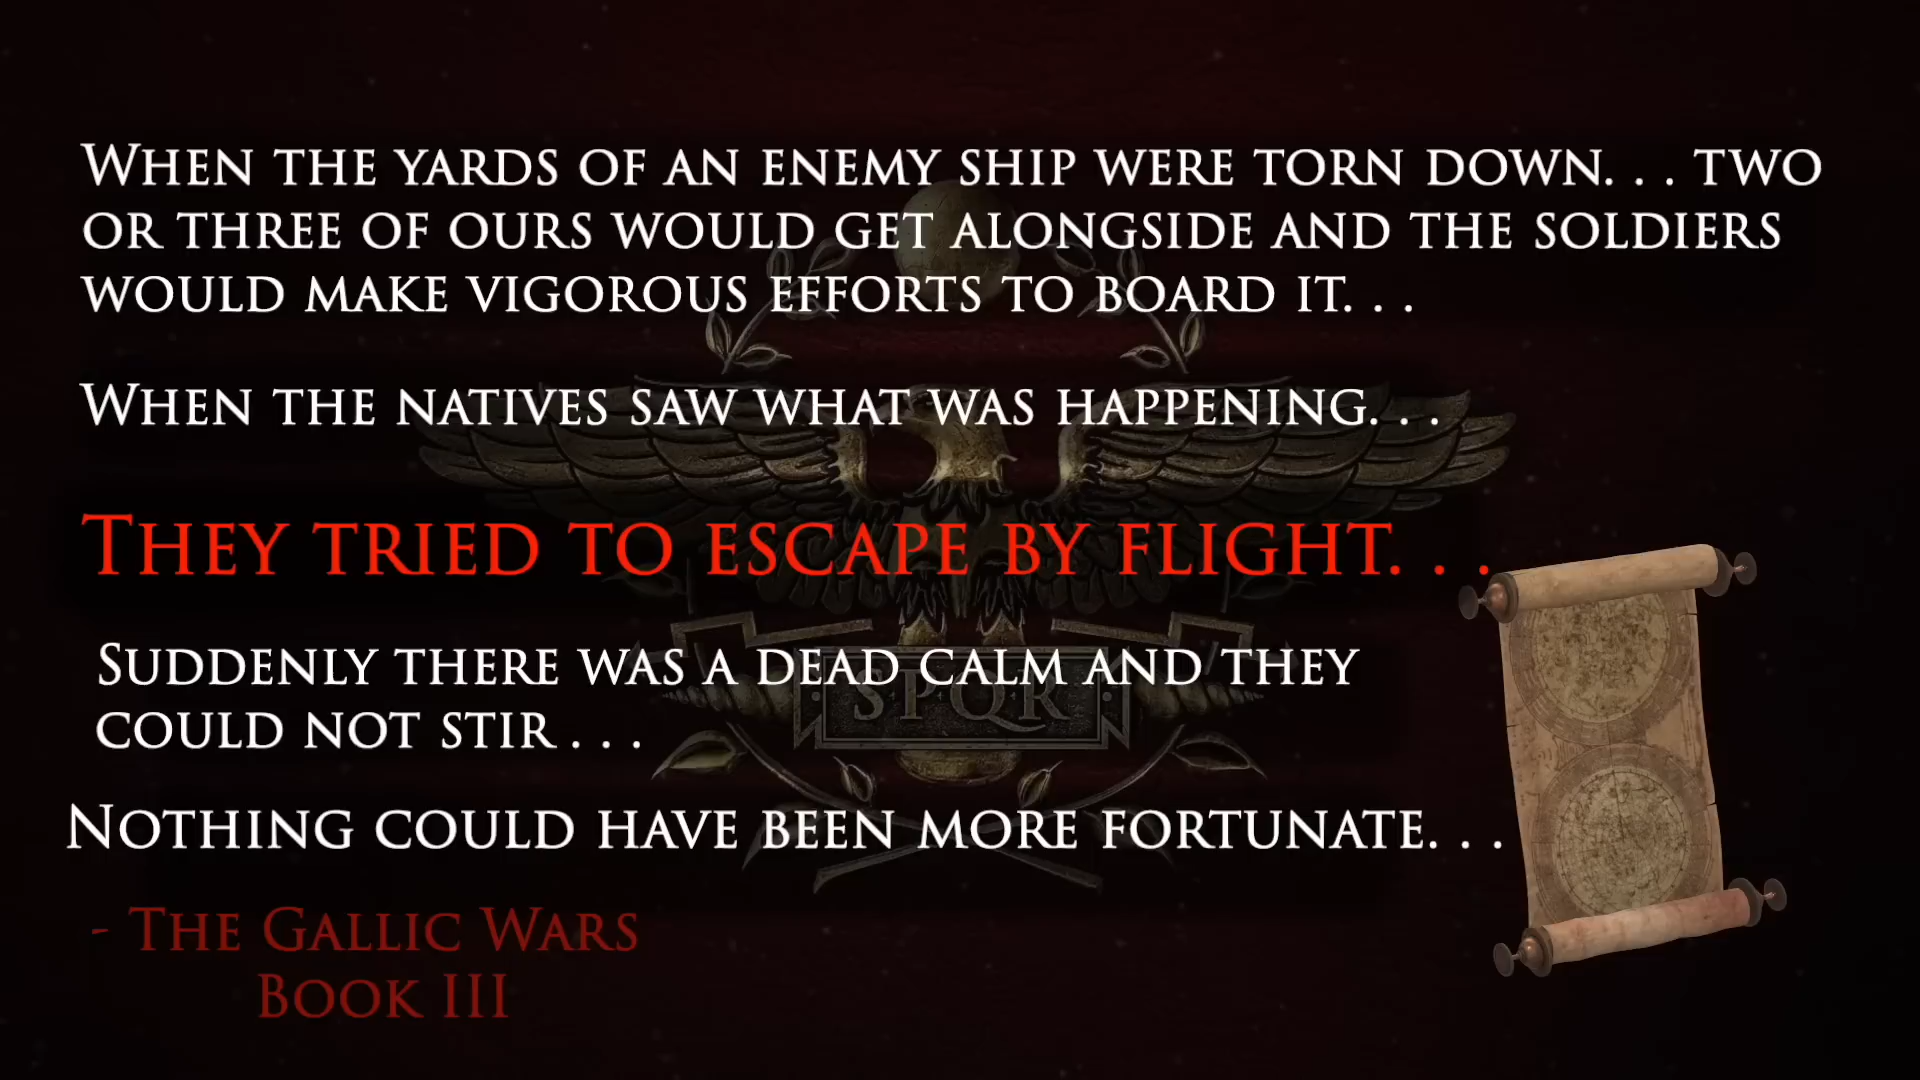 When the yards of an enemy ship were torn down. . . two
or three of ours would get alongside and the soldiers
would make vigorous efforts to board it. . .
When the natives saw what was happening. . .
They tried to escape by flight. . .
Suddenly there was a dead calm and they
could not stir . . .
SPQR
Nothing could have been more fortunate. . .
- The Gallic Wars
Book III